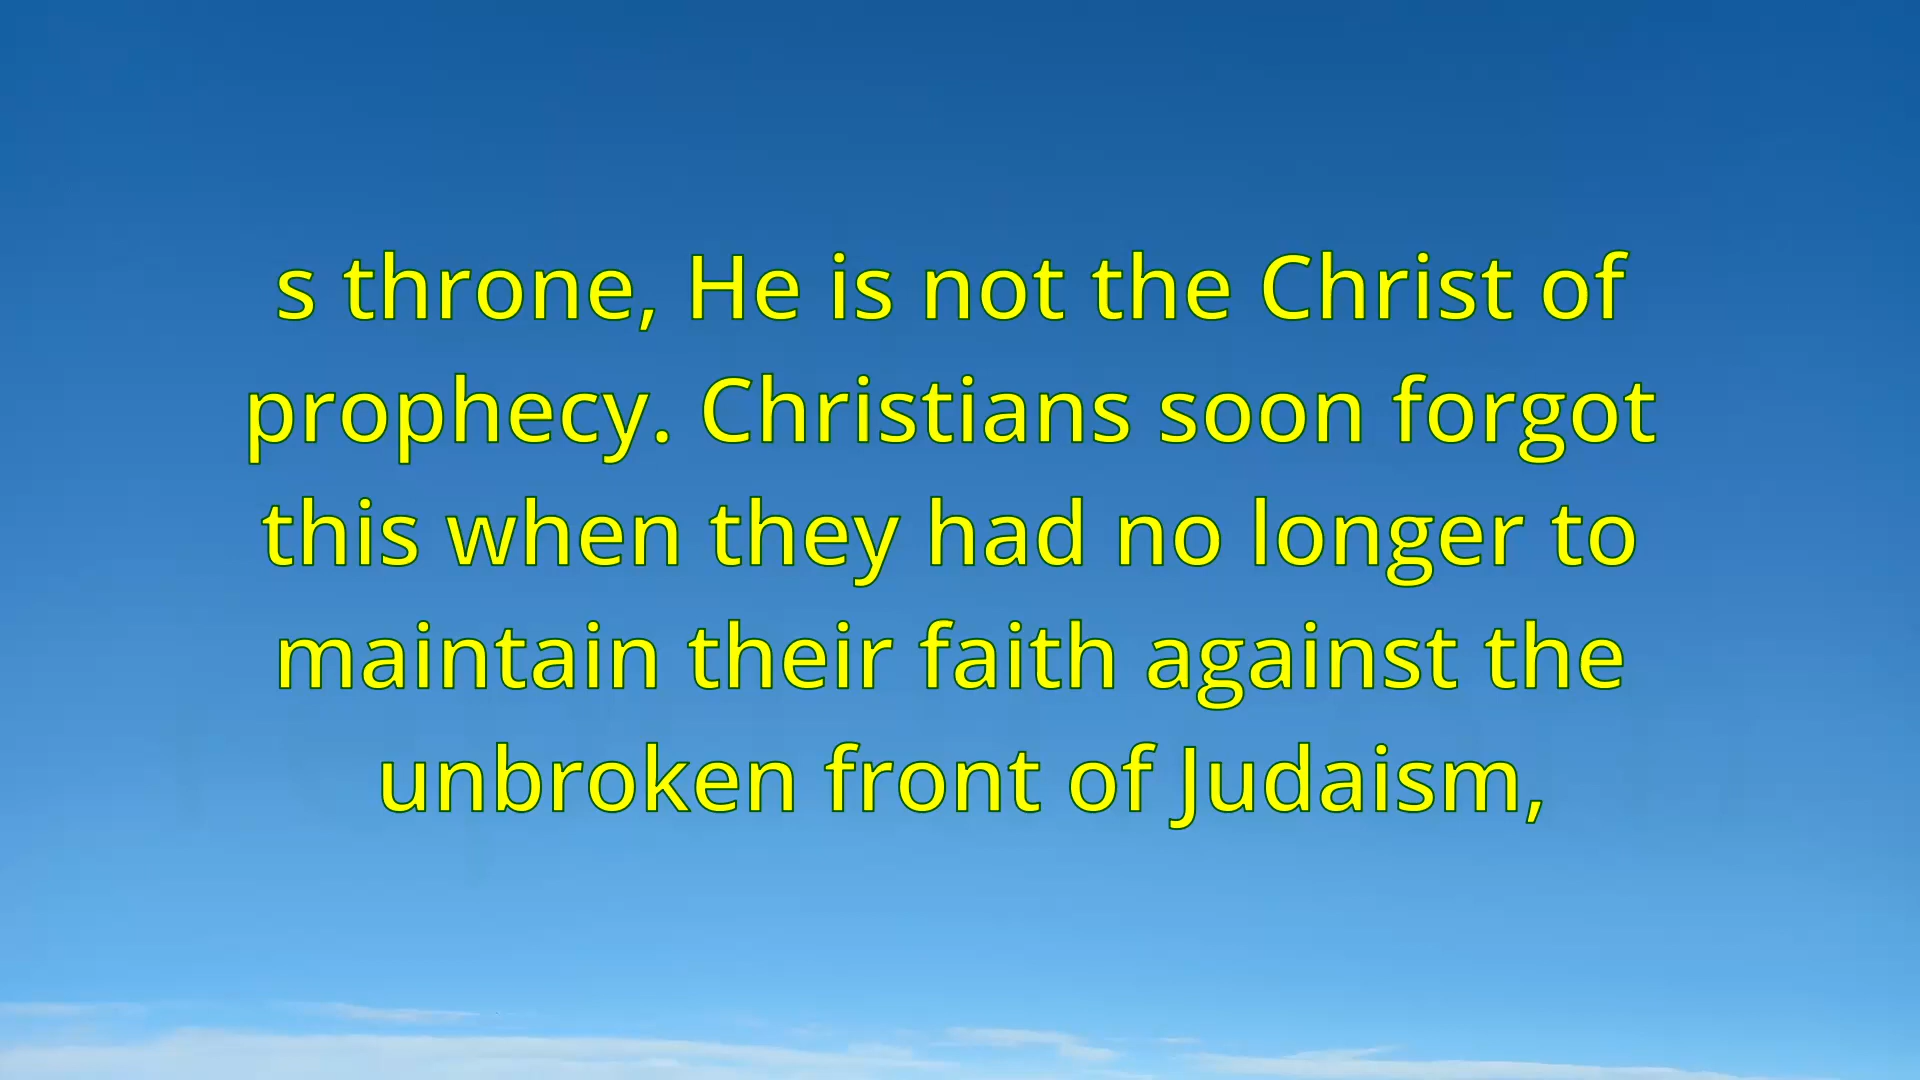 s throne, He is not the Christ of
prophecy. Christians soon forgot
this when they had no longer to
maintain their faith against the
unbroken front of Judaism,